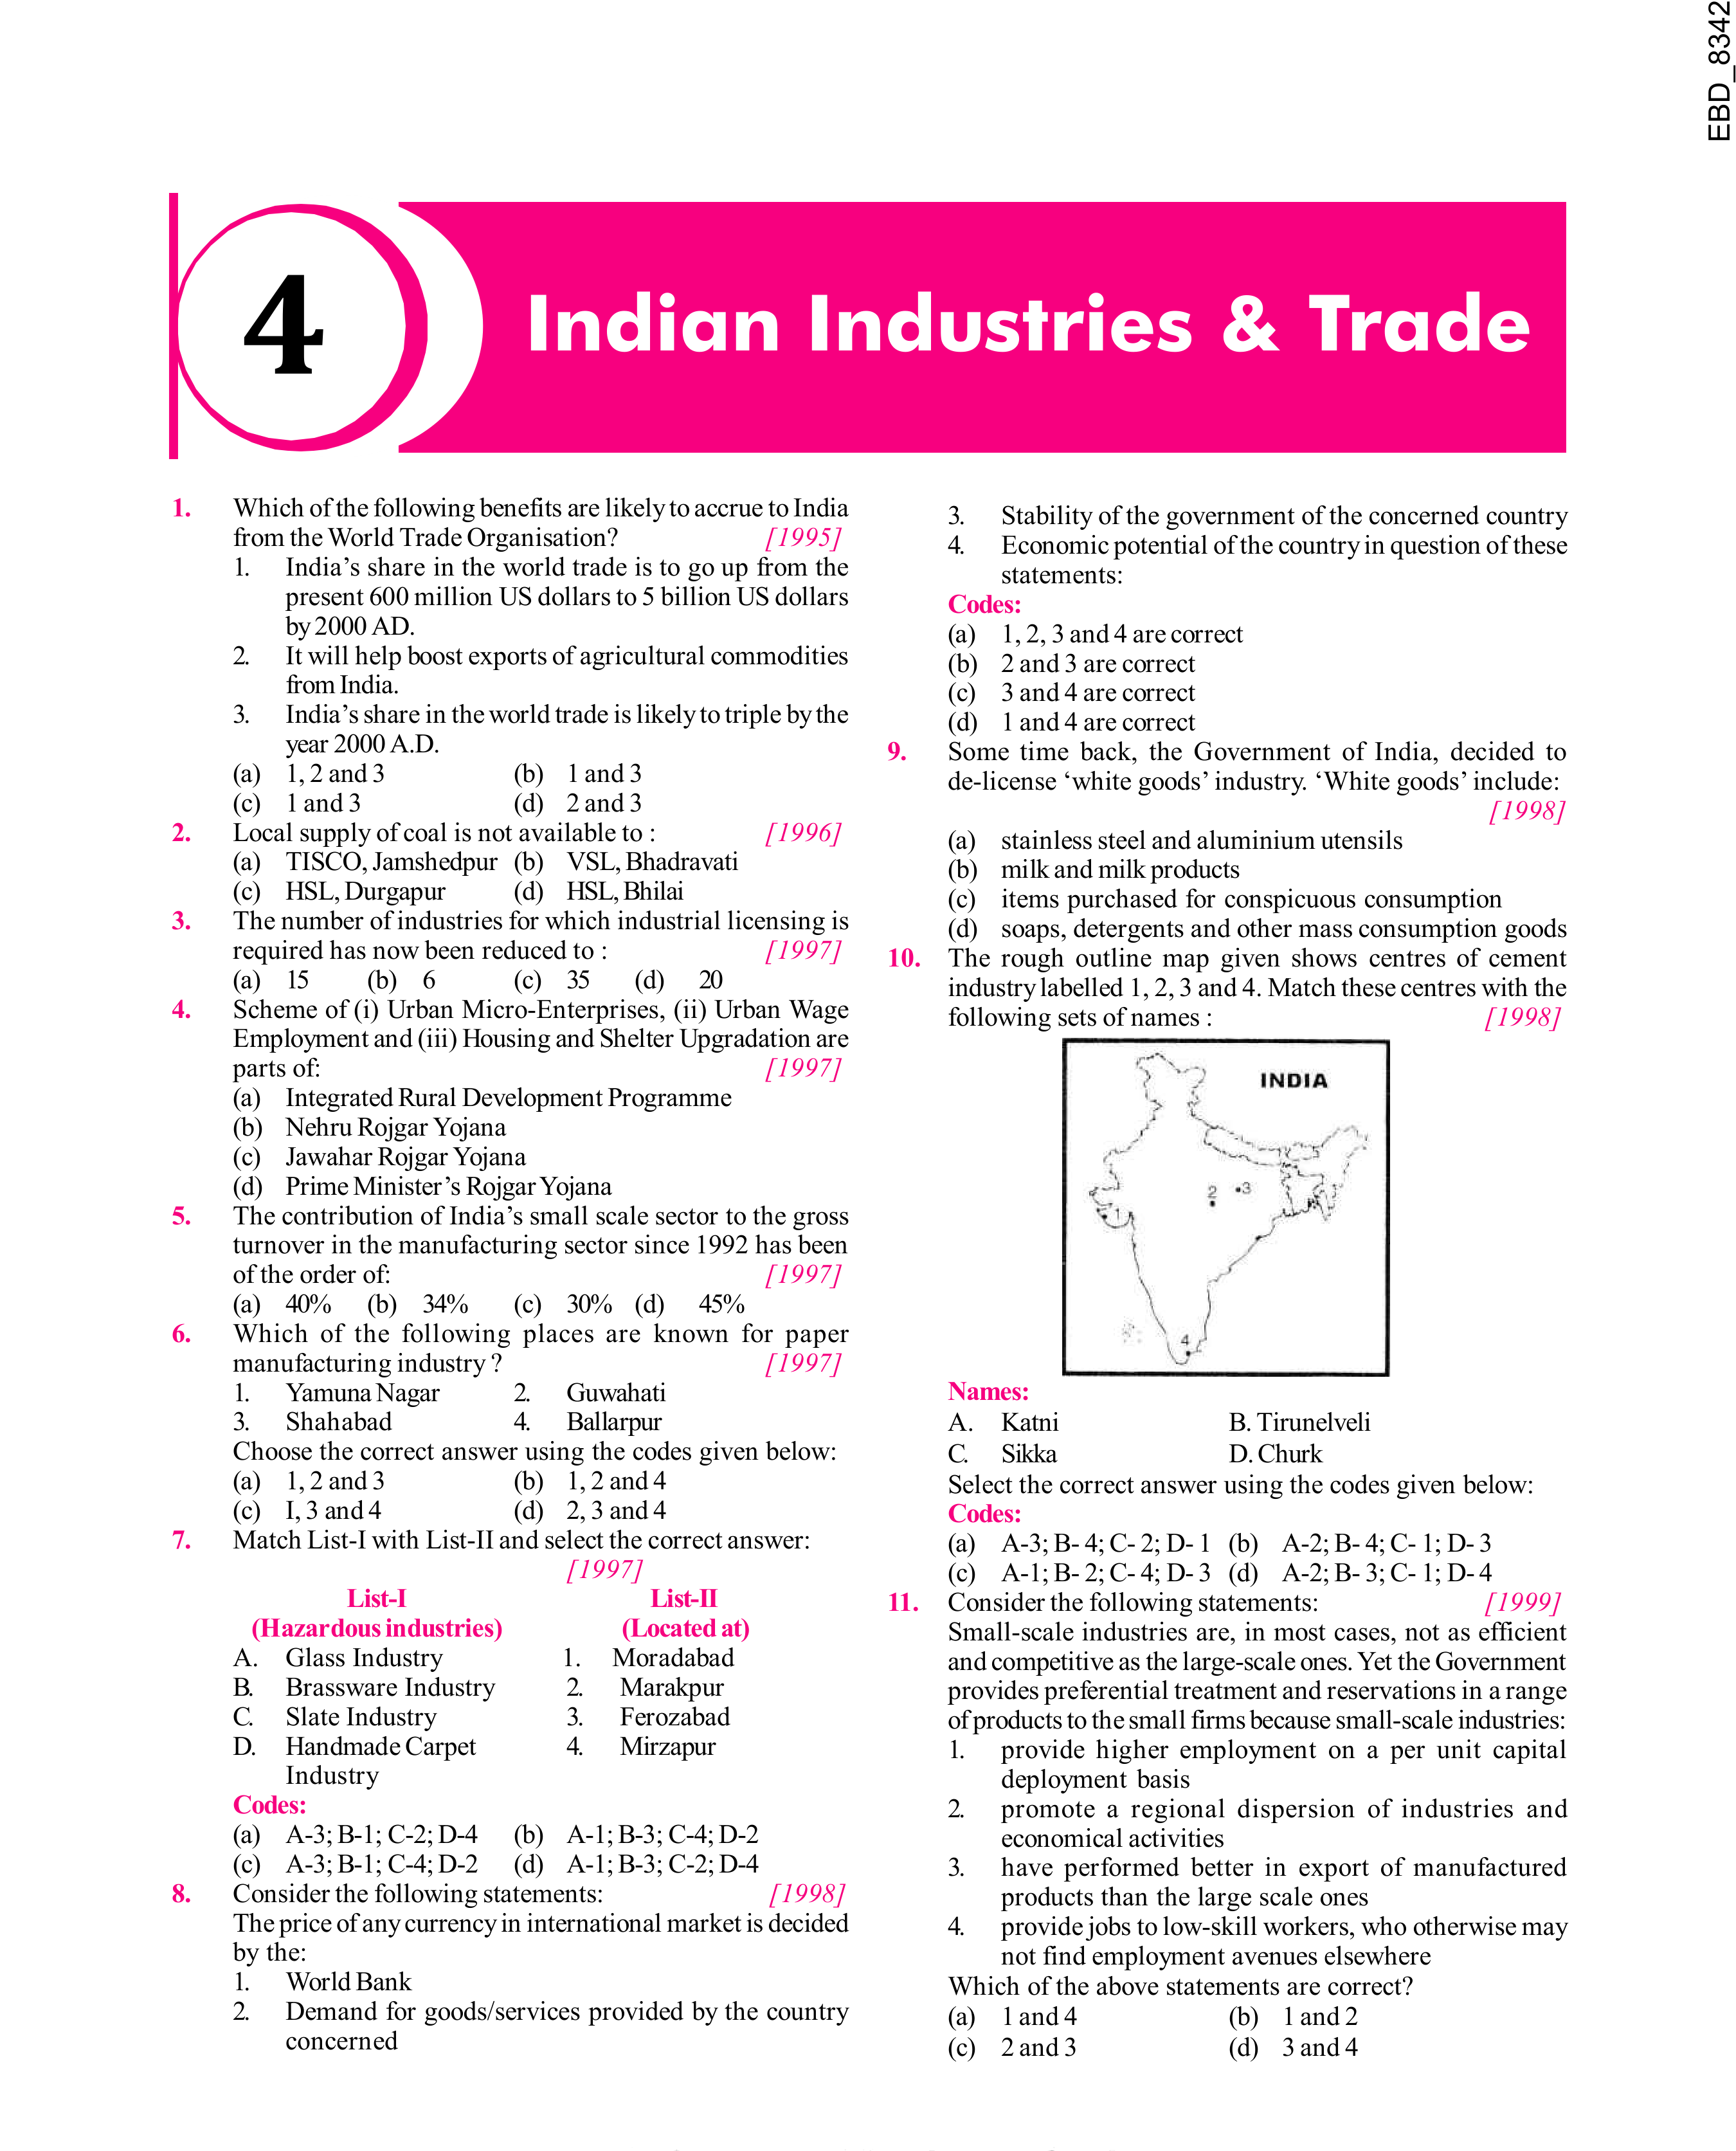 EBD_8342
4
Indian Industries & Trade
1. Which of the following benefits are likely to accrue to India
from the World Trade Organisation? [1995]
1. India’s share in the world trade is to go up from the
present 600 million US dollars to 5 billion US dollars
by 2000 AD.
2. It will help boost exports of agricultural commodities
from India.
3. India’s share in the world trade is likely to triple by the
year 2000 A.D.
(a) 1, 2 and 3 (b) 1 and 3
(c) 1 and 3 (d) 2 and 3
2. Local supply of coal is not available to : [1996]
(a) TISCO, Jamshedpur (b) VSL, Bhadravati
(c) HSL, Durgapur (d) HSL, Bhilai
3. The number of industries for which industrial licensing is
required has now been reduced to : [1997]
(a) 15 (b) 6 (c) 35 (d) 20
4. Scheme of (i) Urban Micro-Enterprises, (ii) Urban Wage
Employment and (iii) Housing and Shelter Upgradation are
parts of: [1997]
(a) Integrated Rural Development Programme
(b) Nehru Rojgar Yojana
(c) Jawahar Rojgar Yojana
(d) Prime Minister’s Rojgar Yojana
5. The contribution of India’s small scale sector to the gross
turnover in the manufacturing sector since 1992 has been
of the order of: [1997]
(a) 40% (b) 34% (c) 30% (d) 45%
6. Which of the following places are known for paper
manufacturing industry ? [1997]
1. Yamuna Nagar 2. Guwahati
3. Shahabad 4. Ballarpur
Choose the correct answer using the codes given below:
(a) 1, 2 and 3 (b) 1, 2 and 4
(c) I, 3 and 4 (d) 2, 3 and 4
7. Match List-I with List-II and select the correct answer:
[1997]
List-I List-II
(Hazardous industries) (Located at)
A. Glass Industry 1. Moradabad
B. Brassware Industry 2. Marakpur
C. Slate Industry 3. Ferozabad
D. Handmade Carpet 4. Mirzapur
Industry
Codes:
(a) A-3; B-1; C-2; D-4 (b) A-1; B-3; C-4; D-2
(c) A-3; B-1; C-4; D-2 (d) A-1; B-3; C-2; D-4
8. Consider the following statements: [1998]
The price of any currency in international market is decided
by the:
1. World Bank
2. Demand for goods/services provided by the country
concerned
3. Stability of the government of the concerned country
4. Economic potential of the country in question of these
statements:
Codes:
(a) 1, 2, 3 and 4 are correct
(b) 2 and 3 are correct
(c) 3 and 4 are correct
(d) 1 and 4 are correct
9. Some time back, the Government of India, decided to
de-license ‘white goods’ industry. ‘White goods’ include:
[1998]
(a) stainless steel and aluminium utensils
(b) milk and milk products
(c) items purchased for conspicuous consumption
(d) soaps, detergents and other mass consumption goods
10. The rough outline map given shows centres of cement
industry labelled 1, 2, 3 and 4. Match these centres with the
following sets of names : [1998]
INDIA
2 3
1
4
Names:
A. Katni B. Tirunelveli
C. Sikka D. Churk
Select the correct answer using the codes given below:
Codes:
(a) A-3; B- 4; C- 2; D- 1 (b) A-2; B- 4; C- 1; D- 3
(c) A-1; B- 2; C- 4; D- 3 (d) A-2; B- 3; C- 1; D- 4
11. Consider the following statements: [1999]
Small-scale industries are, in most cases, not as efficient
and competitive as the large-scale ones. Yet the Government
provides preferential treatment and reservations in a range
of products to the small firms because small-scale industries:
1. provide higher employment on a per unit capital
deployment basis
2. promote a regional dispersion of industries and
economical activities
3. have performed better in export of manufactured
products than the large scale ones
4. provide jobs to low-skill workers, who otherwise may
not find employment avenues elsewhere
Which of the above statements are correct?
(a) 1 and 4 (b) 1 and 2
(c) 2 and 3 (d) 3 and 4